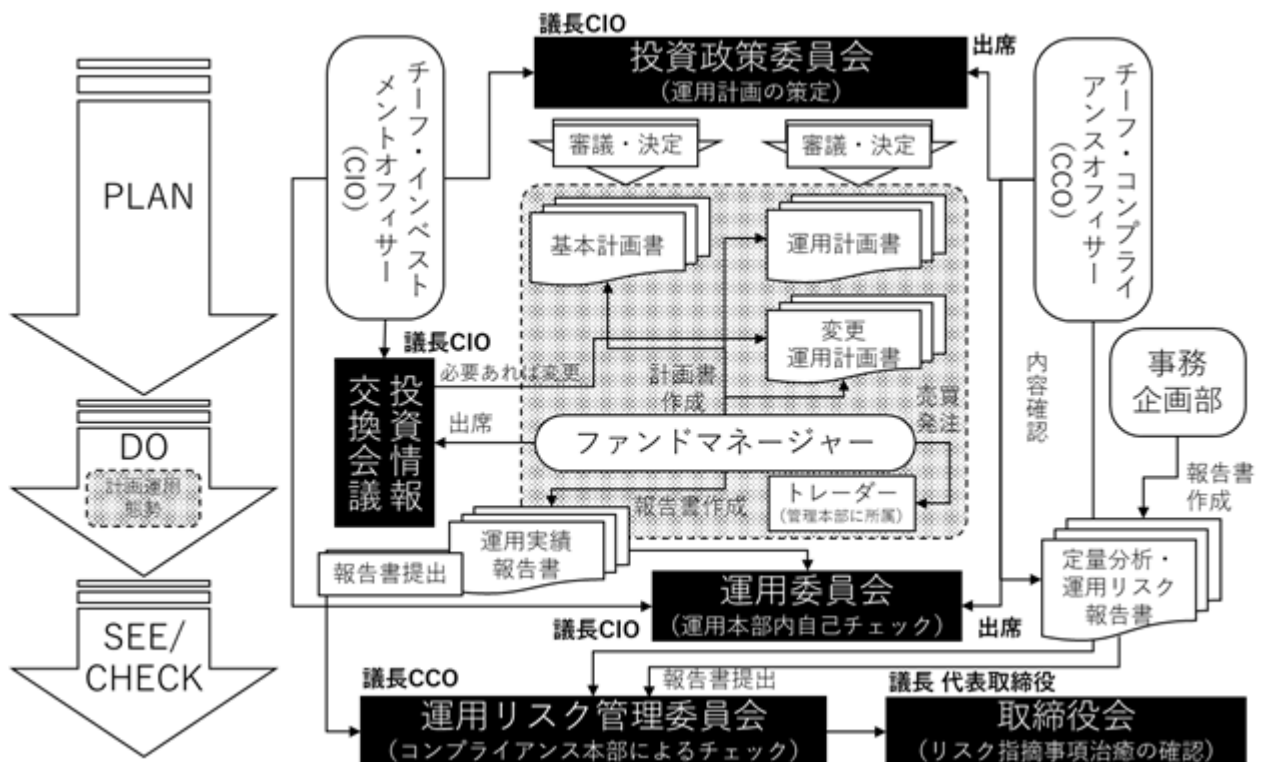 議長CIO
投資政策委員会
(運用計画の策定)
出席
チーフ・インベスト
メントオフィサー
(CIO)
チーフ・コンプライ
アンスオフィサー
(CCO)
PLAN
審議・決定
審議・決定
基本計画書
運用計画書
変更
運用計画書
議長CIO
投資情報
交換会議
必要あれば変更
計画書
作成
売買
発注
内容確認
事務
企画部
出席
ファンドマネージャー
DO
計画運用
態勢
報告書作成
トレーダー
(管理本部に所属)
報告書
作成
運用実績
報告書
報告書提出
定量分析・
運用リスク
報告書
運用委員会
(運用本部内自己チェック)
議長CIO
出席
SEE/
CHECK
議長CCO
報告書提出
議長 代表取締役
運用リスク管理委員会
(コンプライアンス本部によるチェック)
取締役会
(リスク指摘事項治癒の確認)